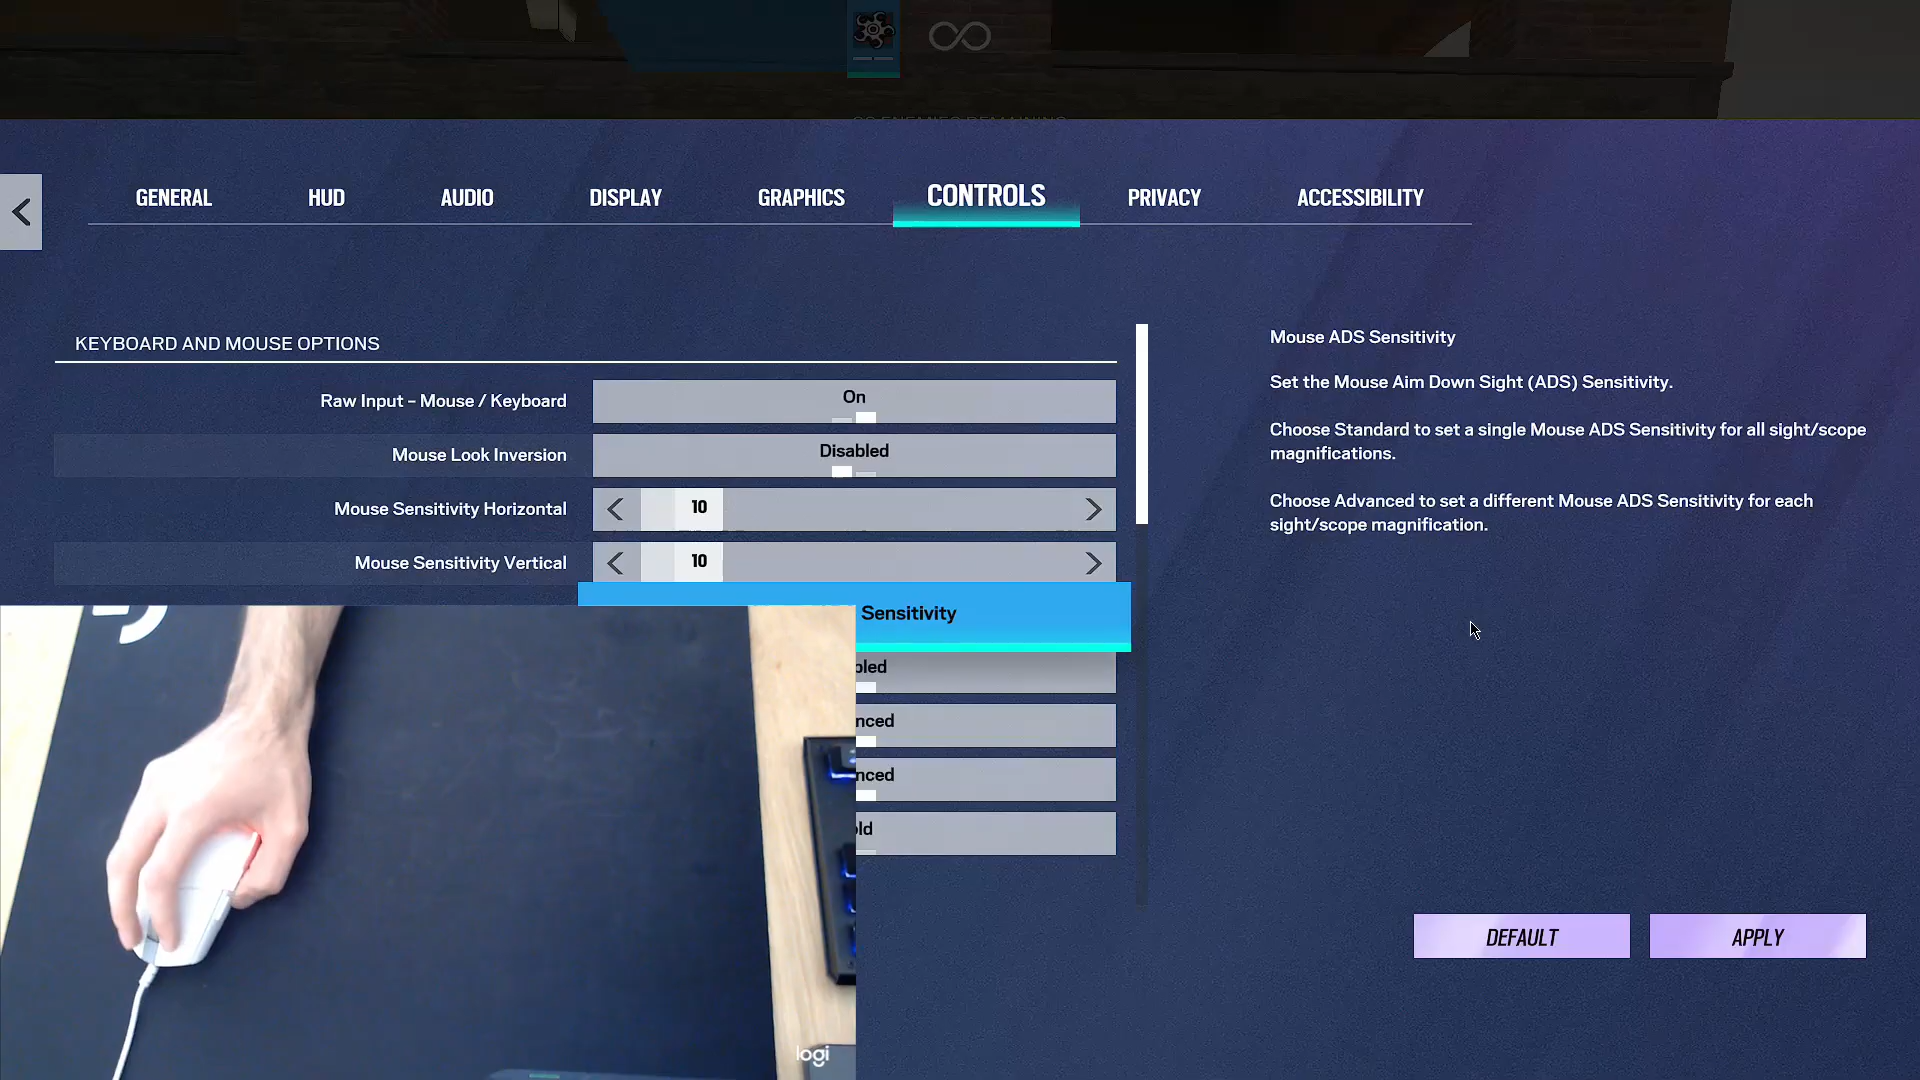 GENERAL
HUD
AUDIO
DISPLAY
GRAPHICS
CONTROLS
PRIVACY
ACCESSIBILITY
KEYBOARD AND MOUSE OPTIONS
Raw Input – Mouse / Keyboard
On
Mouse Look Inversion
Disabled
Mouse Sensitivity Horizontal
10
Mouse Sensitivity Vertical
10
Sensitivity
bled
nced
nced
old
Mouse ADS Sensitivity
Set the Mouse Aim Down Sight (ADS) Sensitivity.
Choose Standard to set a single Mouse ADS Sensitivity for all sight/scope
magnifications.
Choose Advanced to set a different Mouse ADS Sensitivity for each
sight/scope magnification.
DEFAULT
APPLY
logi